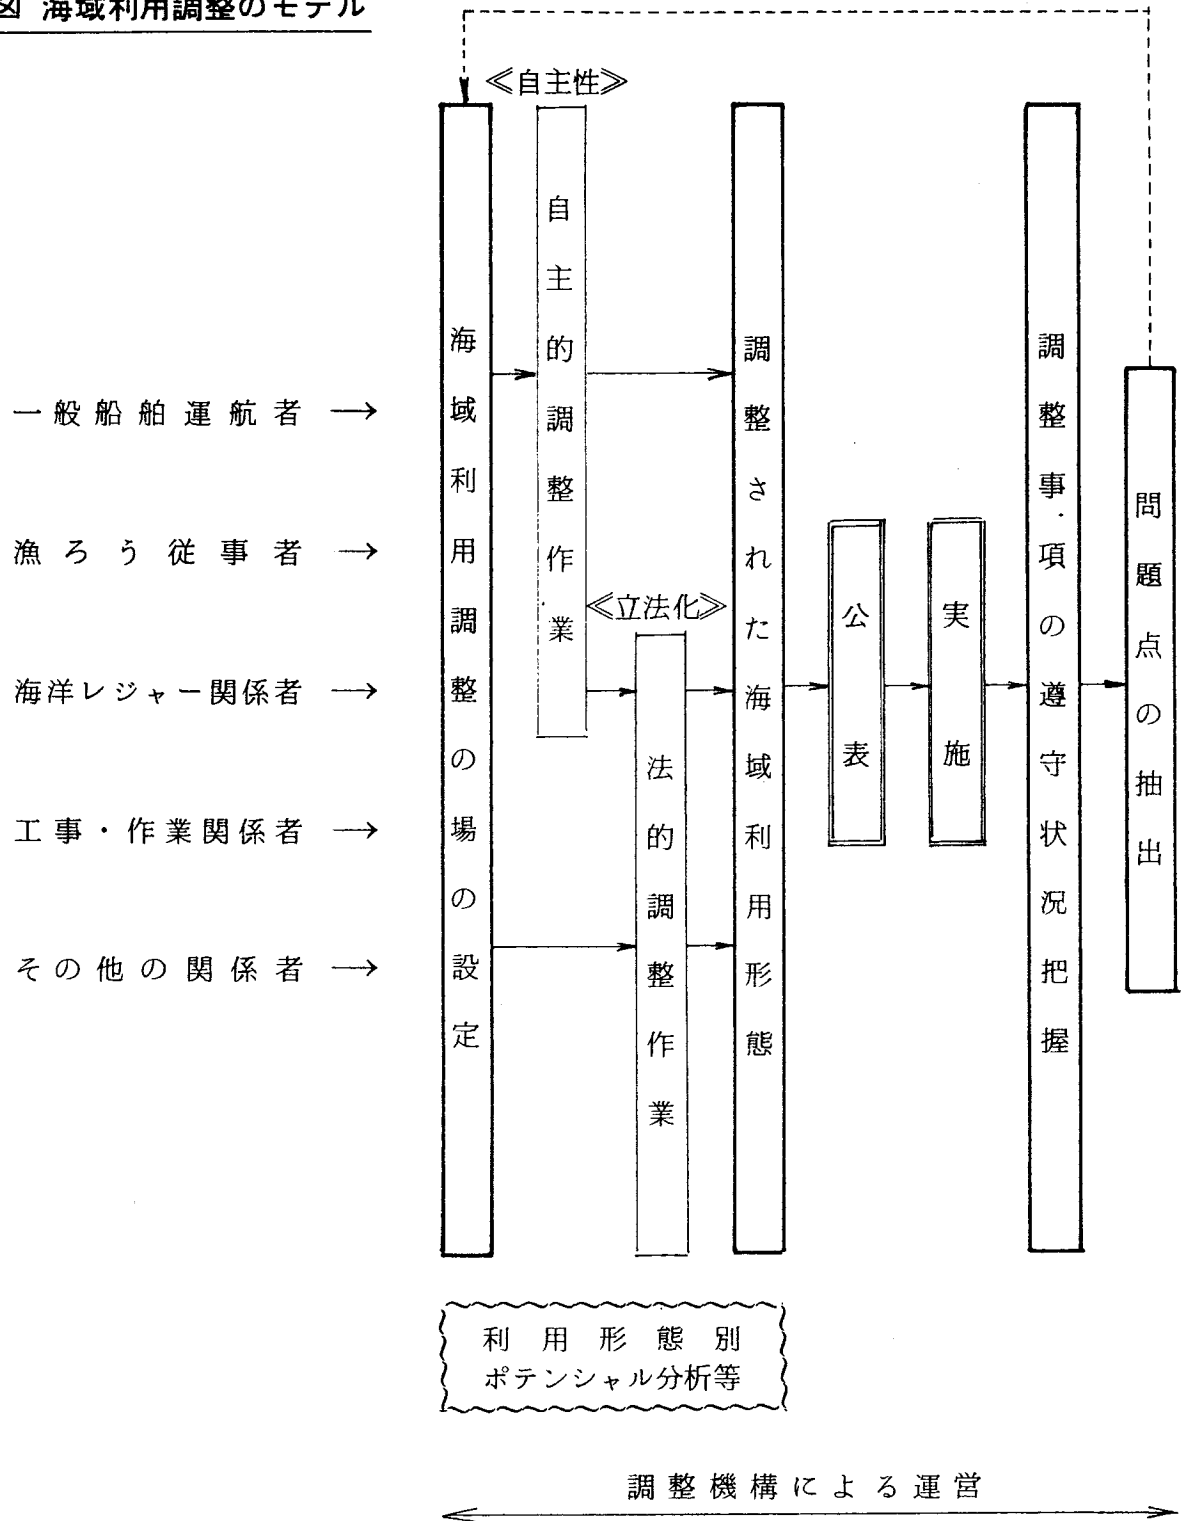 図 海域利用調整のモデル
≪自主性≫
一般船舶運航者 →
漁ろう従事者 →
海洋レジャー関係者 →
工事・作業関係者 →
その他の関係者 →
海域利用調整の場の設定
自主的調整作業
≪立法化≫
法的調整作業
調整された海域利用形態
公表
実施
調整事項の遵守状況把握
問題点の抽出
利用形態別
ポテンシャル分析等
調整機構による運営